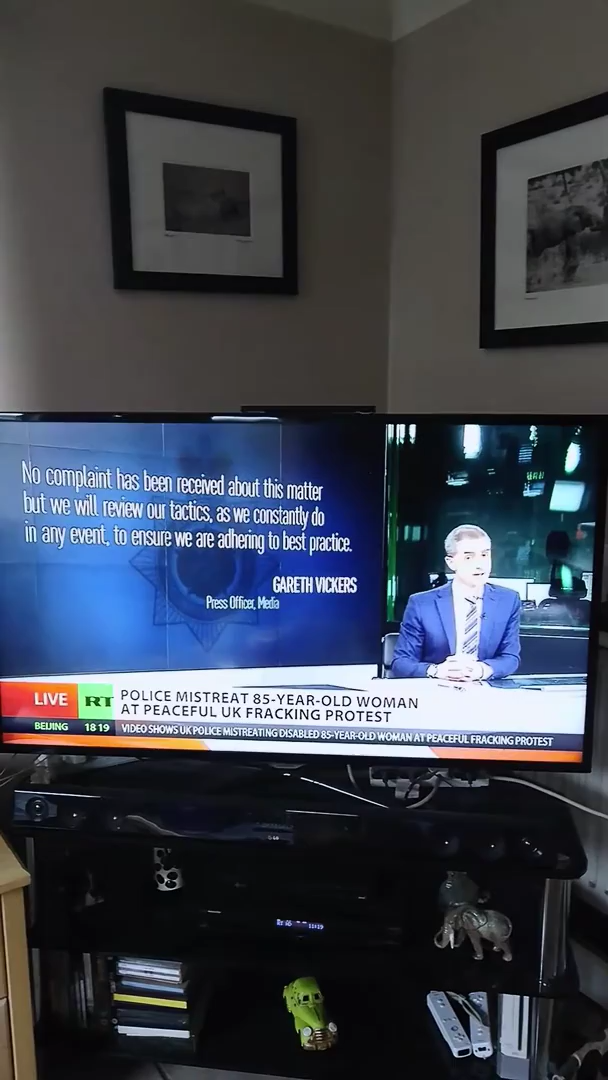 No complaint has been received about this matter
but we will review our tactics, as we constantly do
in any event, to ensure we are adhering to best practice.
GARETH VICKERS
Press Officer, Media
LIVE RT POLICE MISTREAT 85-YEAR-OLD WOMAN
AT PEACEFUL UK FRACKING PROTEST
BEIJING 18 19 VIDEO SHOWS UK POLICE MISTREATING DISABLED 85-YEAR-OLD WOMAN AT PEACEFUL FRACKING PROTEST